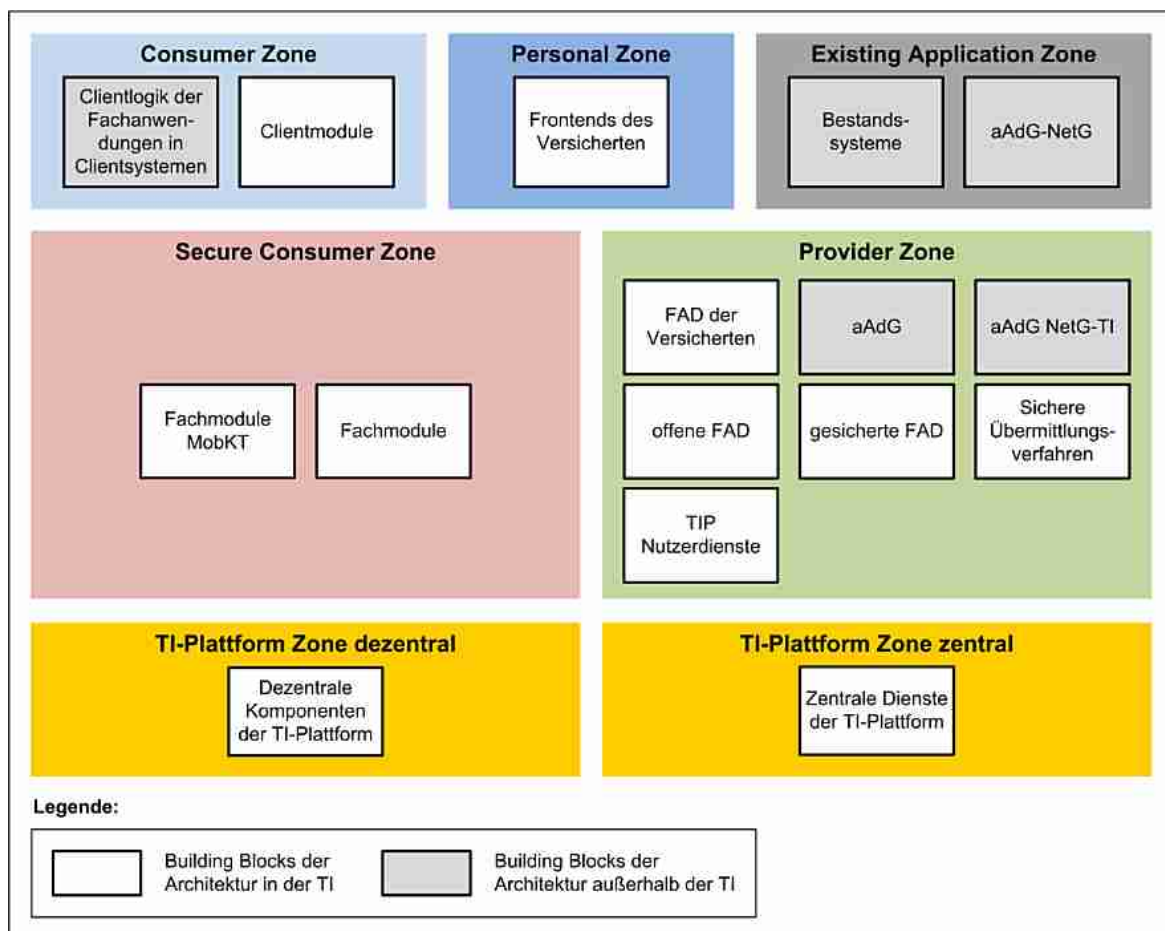 Consumer Zone
Clientlogik der
Fachanwen-
dungen in
Clientsystemen
Clientmodule
Personal Zone
Frontends des
Versicherten
Existing Application Zone
Bestands-
systeme
aAdG-NetG
Secure Consumer Zone
Fachmodule
MobKT
Fachmodule
Provider Zone
FAD der
Versicherten
aAdG
aAdG NetG-TI
offene FAD
gesicherte FAD
Sichere
Übermittlungs-
verfahren
TIP
Nutzerdienste
TI-Plattform Zone dezentral
Dezentrale
Komponenten
der TI-Plattform
TI-Plattform Zone zentral
Zentrale Dienste
der TI-Plattform
Legende:
Building Blocks der
Architektur in der TI
Building Blocks der
Architektur außerhalb der TI